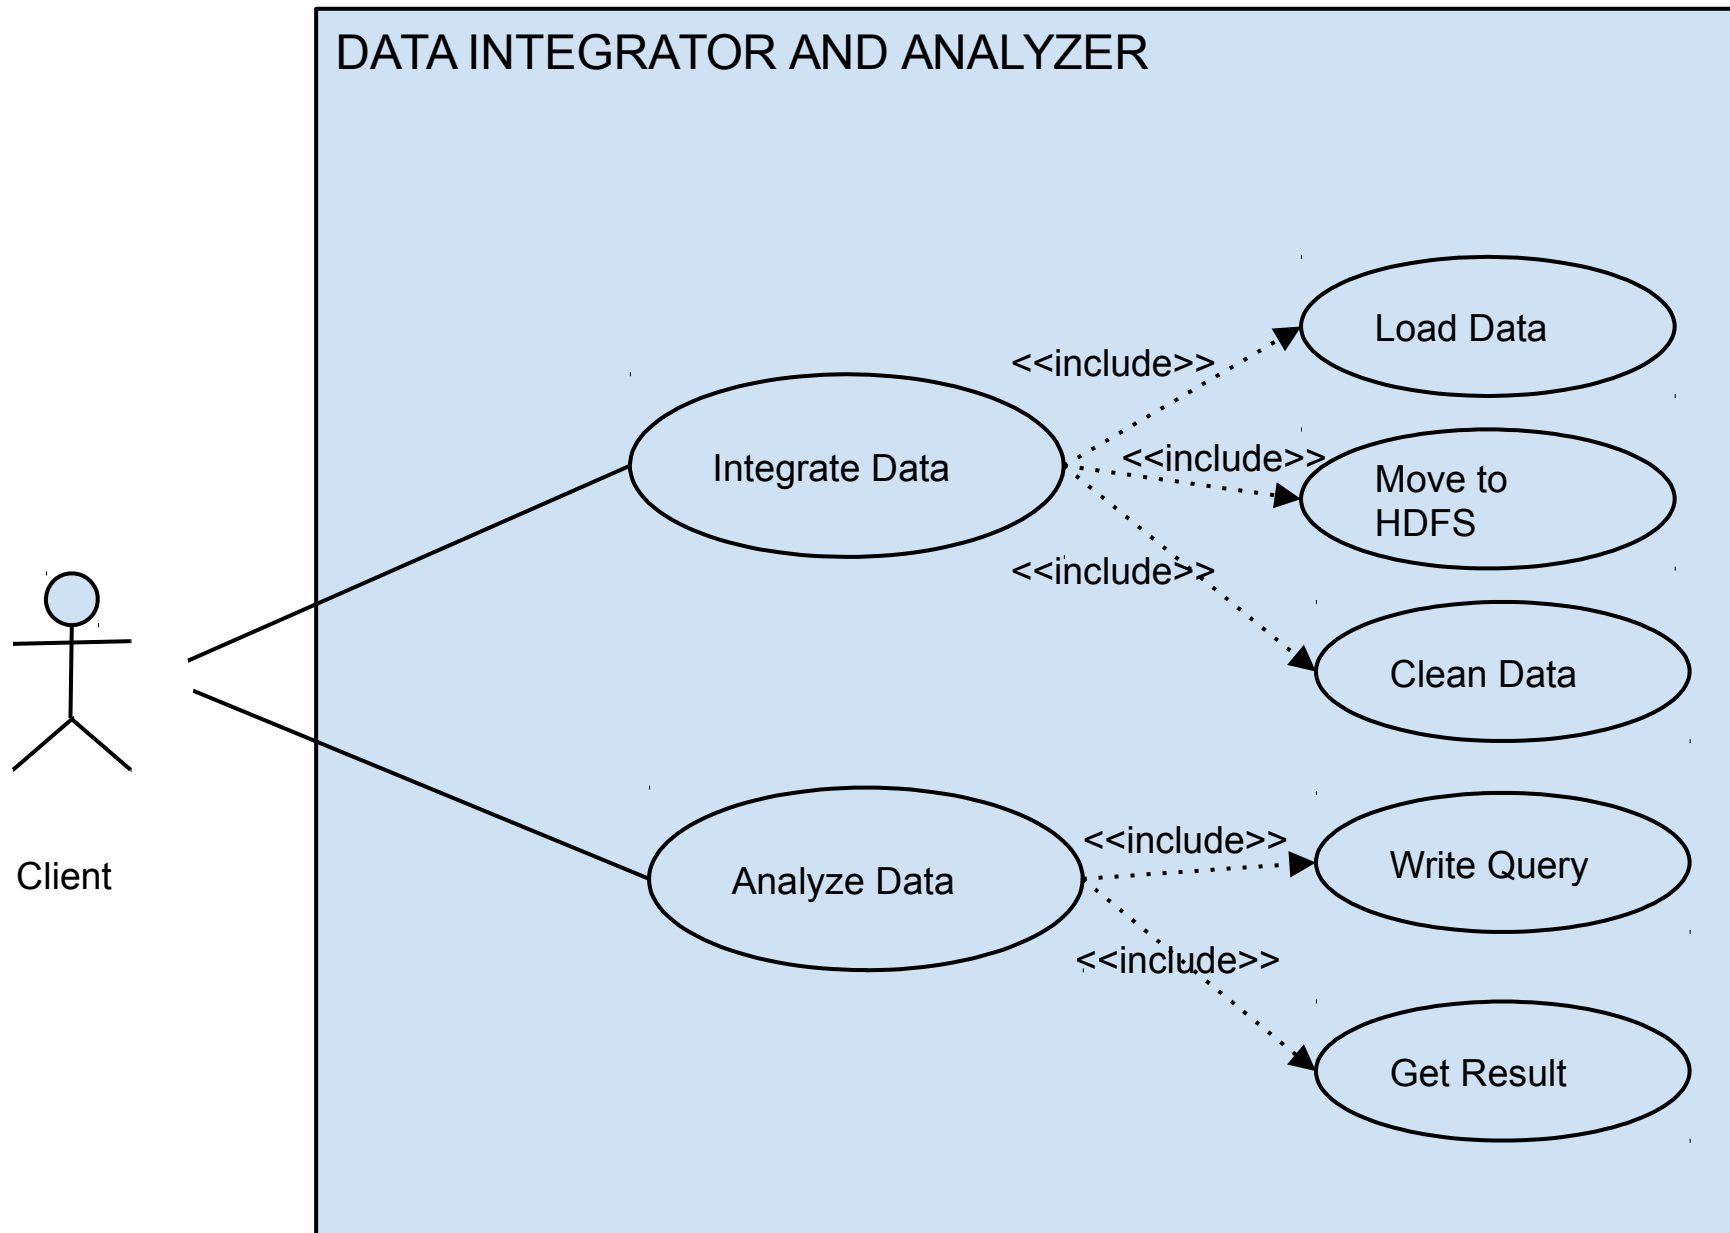 DATA INTEGRATOR AND ANALYZER
Load Data
<<include>>
Integrate Data
<<include>>
Move to
HDFS
<<include>>
Clean Data
Client
<<include>>
Analyze Data
Write Query
<<include>>
Get Result